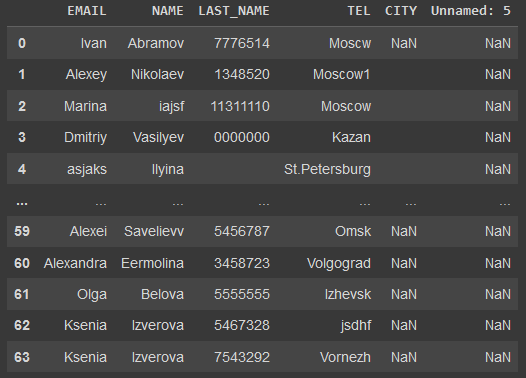 EMAIL NAME LAST_NAME TEL CITY Unnamed: 5
0 Ivan Abramov 7776514 Moscw NaN NaN
1 Alexey Nikolaev 1348520 Moscow1 NaN
2 Marina iajsf 11311110 Moscow NaN
3 Dmitriy Vasilyev 0000000 Kazan NaN
4 asjaks Ilyina St.Petersburg NaN
... ... ... ... ... ... ...
59 Alexei Savelievv 5456787 Omsk NaN NaN
60 Alexandra Eermolina 3458723 Volgograd NaN NaN
61 Olga Belova 5555555 Izhevsk NaN NaN
62 Ksenia Izverova 5467328 jsdhf NaN NaN
63 Ksenia Izverova 7543292 Vornezh NaN NaN